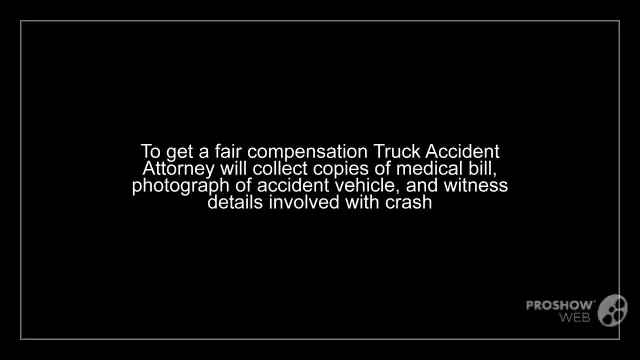 To get a fair compensation Truck Accident
Attorney will collect copies of medical bill,
photograph of accident vehicle, and witness
details involved with crash
PROSHOW
WEB